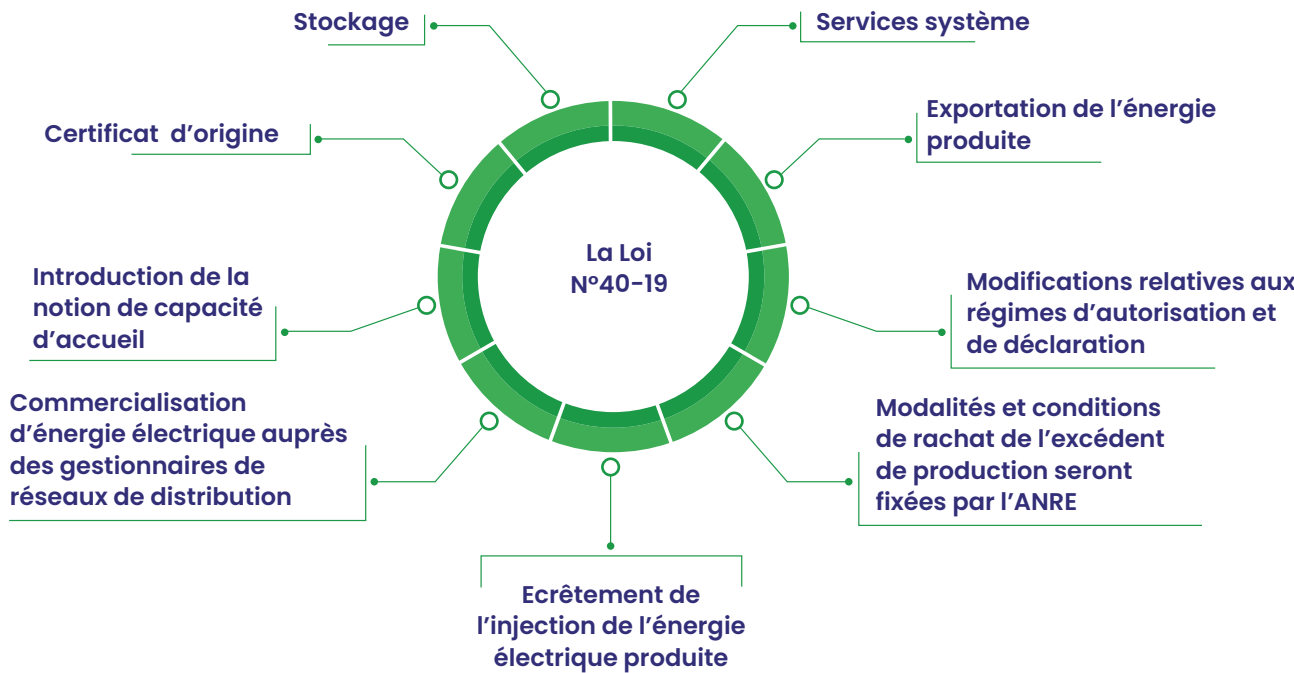 Stockage
Services système
Certificat d'origine
Exportation de l'énergie
produite
La Loi
N°40-19
Introduction de la
notion de capacité
d'accueil
Modifications relatives aux
régimes d'autorisation et
de déclaration
Commercialisation
d'énergie électrique auprès
des gestionnaires de
réseaux de distribution
Modalités et conditions
de rachat de l'excédent
de production seront
fixées par l'ANRE
Ecrêtement de
l'injection de l'énergie
électrique produite